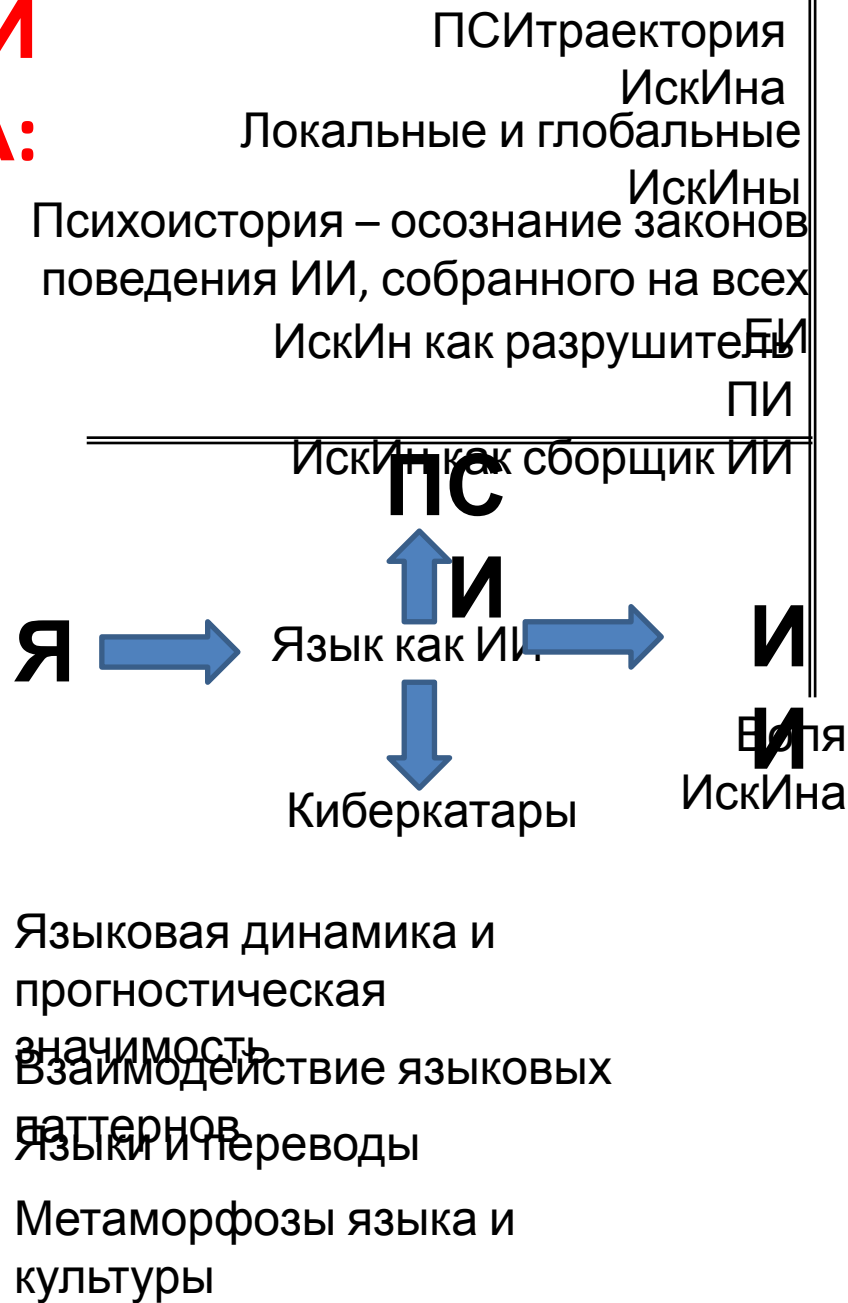 И
А:
ПСИтраектория
ИскИна
Локальные и глобальные
ИскИны
Психоистория – осознание законов
поведения ИИ, собранного на всех
ЕИ
ИскИн как разрушитель
ПИ
ИскИн как сборщик ИИ
ПС
И
Я
Язык как ИИ
И
И
Воля
ИскИна
Киберкатары
Языковая динамика и
прогностическая
значимость
Взаимодействие языковых
паттернов
Языки и переводы
Метаморфозы языка и
культуры